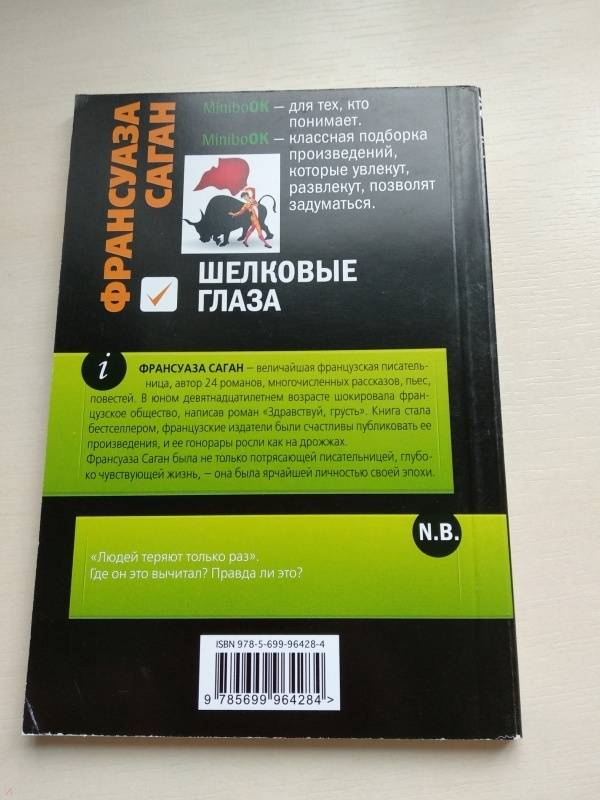 ФРАНСУАЗА
САГАН
MiniboOK – для тех, кто
понимает.
MiniboOK – классная подборка
произведений,
которые увлекут,
развлекут, позволят
задуматься.
ШЕЛКОВЫЕ
ГЛАЗА
i
ФРАНСУАЗА САГАН – величайшая французская писатель-
ница, автор 24 романов, многочисленных рассказов, пьес,
повестей. В юном девятнадцатилетнем возрасте шокировала фран-
цузское общество, написав роман «Здравствуй, грусть». Книга стала
бестселлером, французские издатели были счастливы публиковать ее
произведения, и ее гонорары росли как на дрожжах.
Франсуаза Саган была не только потрясающей писательницей, глубо-
ко чувствующей жизнь, – она была ярчайшей личностью своей эпохи.
N.B.
«Людей теряют только раз».
Где он это вычитал? Правда ли это?
ISBN 978-5-699-96428-4
9 785699 964284 >